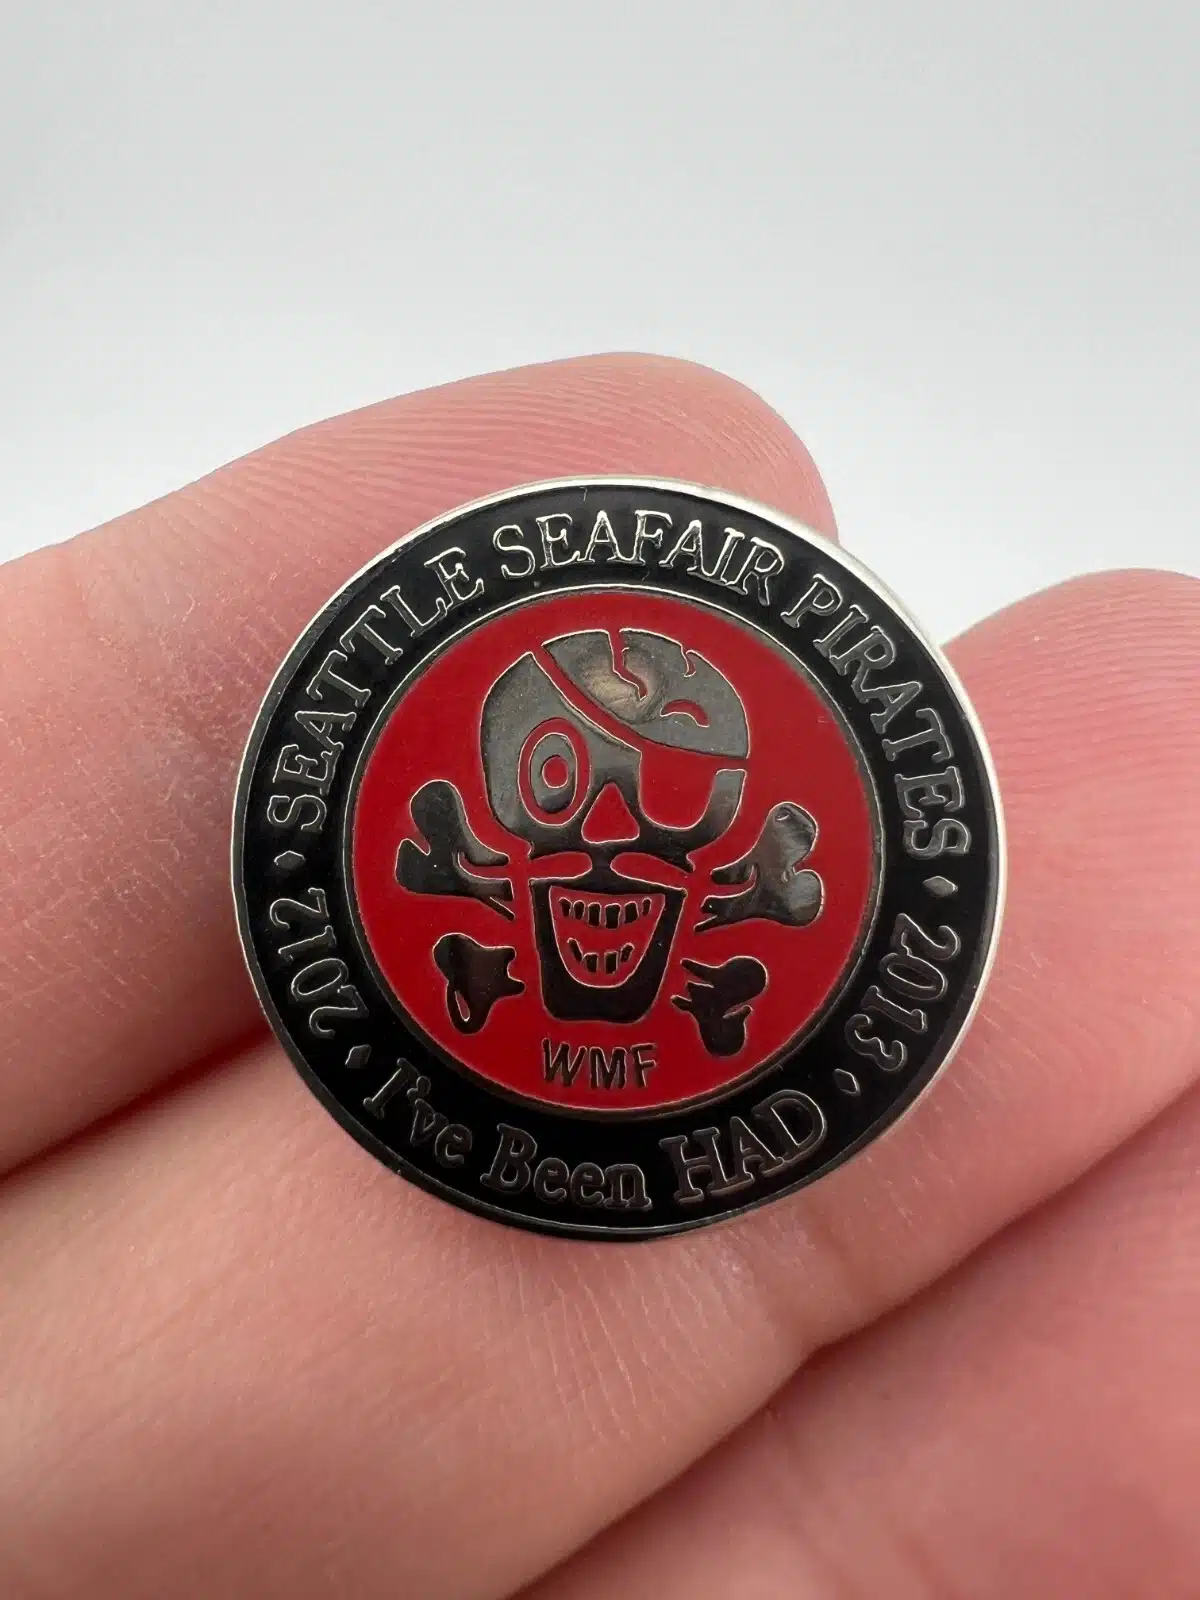 SEATTLE SEAFAIR PIRATES
2012 · I've Been HAD · 2013
WMF